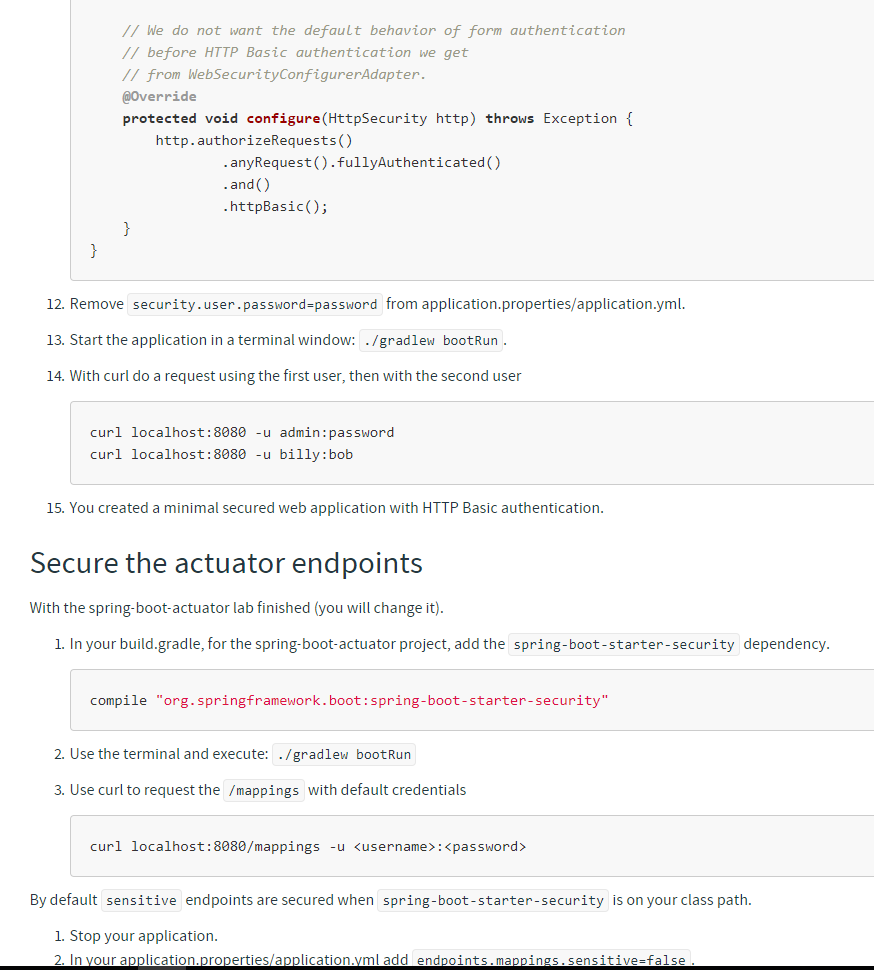 // We do not want the default behavior of form authentication
// before HTTP Basic authentication we get
// from WebSecurityConfigurerAdapter.
@Override
protected void configure(HttpSecurity http) throws Exception {
http.authorizeRequests()
.anyRequest().fullyAuthenticated()
.and()
.httpBasic();
}
}
12. Remove security.user.password=password from application.properties/application.yml.
13. Start the application in a terminal window: ./gradlew bootRun.
14. With curl do a request using the first user, then with the second user
curl localhost:8080 -u admin:password
curl localhost:8080 -u billy:bob
15. You created a minimal secured web application with HTTP Basic authentication.
Secure the actuator endpoints
With the spring-boot-actuator lab finished (you will change it).
1. In your build.gradle, for the spring-boot-actuator project, add the spring-boot-starter-security dependency.
compile "org.springframework.boot:spring-boot-starter-security"
2. Use the terminal and execute: ./gradlew bootRun
3. Use curl to request the /mappings with default credentials
curl localhost:8080/mappings -u <username>:<password>
By default sensitive endpoints are secured when spring-boot-starter-security is on your class path.
1. Stop your application.
2. In your application.properties/application.yml add endpoints.mappings.sensitive=false.